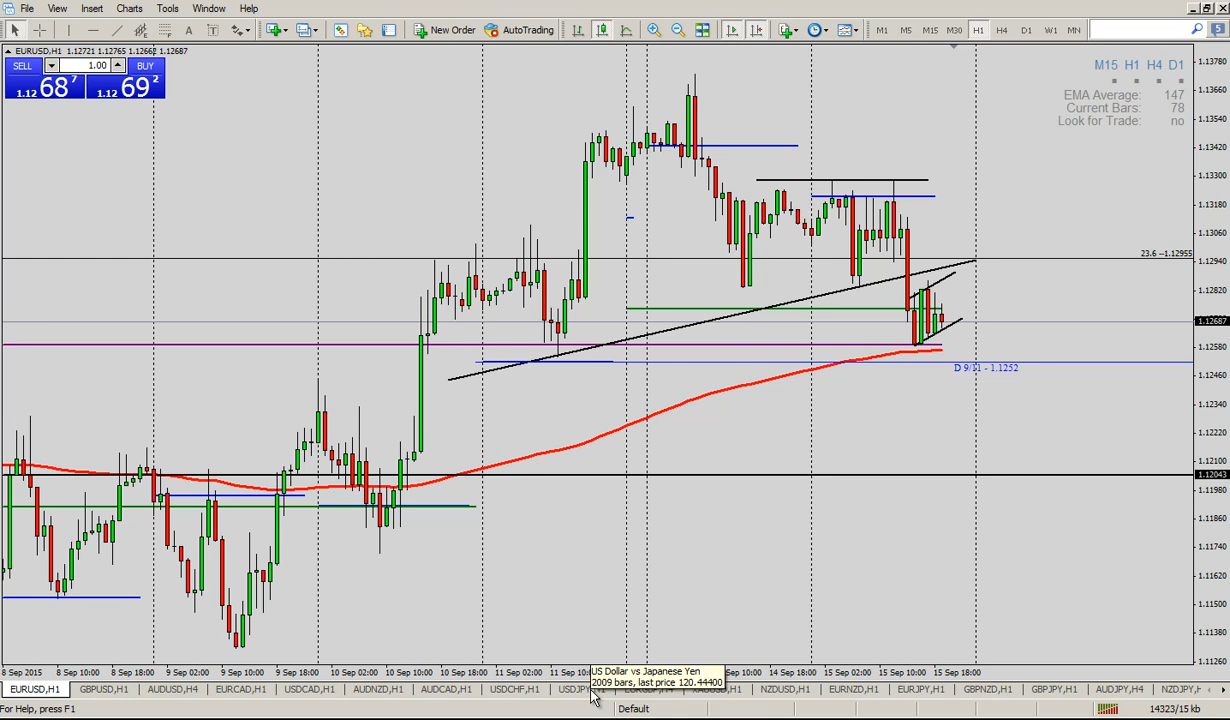 File View Insert Charts Tools Window Help
New Order AutoTrading M1 M5 M15 M30 H1 H4 D1 W1 MN
EURUSD,H1 1.12721 1.12765 1.12662 1.12687
SELL 1.00 BUY
1.12 68 7 1.12 69 2
M15 H1 H4 D1
EMA Average: 147
Current Bars: 78
Look for Trade: no
1.13780
1.13660
1.13540
1.13420
1.13300
1.13180
1.13060
23.6 --1.12955
1.12940
1.12820
1.12687
1.12580
D 9/11 - 1.1252
1.12460
1.12340
1.12220
1.12100
1.12043
1.11980
1.11860
1.11740
1.11620
1.11500
1.11380
1.11260
8 Sep 2015 8 Sep 10:00 8 Sep 18:00 9 Sep 02:00 9 Sep 10:00 9 Sep 18:00 10 Sep 02:00 10 Sep 10:00 10 Sep 18:00 11 Sep 02:00 11 Sep 10:00 Sep 10:00 14 Sep 18:00 15 Sep 02:00 15 Sep 10:00 15 Sep 18:00
US Dollar vs Japanese Yen
2009 bars, last price 120.44400
EURUSD,H1 GBPUSD,H1 AUDUSD,H4 EURCAD,H1 USDCAD,H1 AUDNZD,H1 AUDCAD,H1 USDCHF,H1 USDJPY,H1 EURGBP,H4 XAUUSD,H1 NZDUSD,H1 EURNZD,H1 EURJPY,H1 GBPNZD,H1 GBPJPY,H1 AUDJPY,H4 NZDJPY,H
For Help, press F1 Default 14323/15 kb